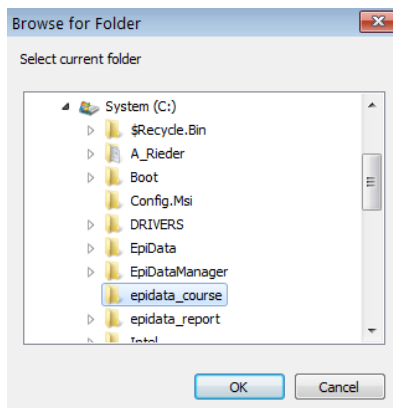 Browse for Folder
Select current folder
System (C:)
$Recycle.Bin
A_Rieder
Boot
Config.Msi
DRIVERS
EpiData
EpiDataManager
epidata_course
epidata_report
Intel
OK
Cancel